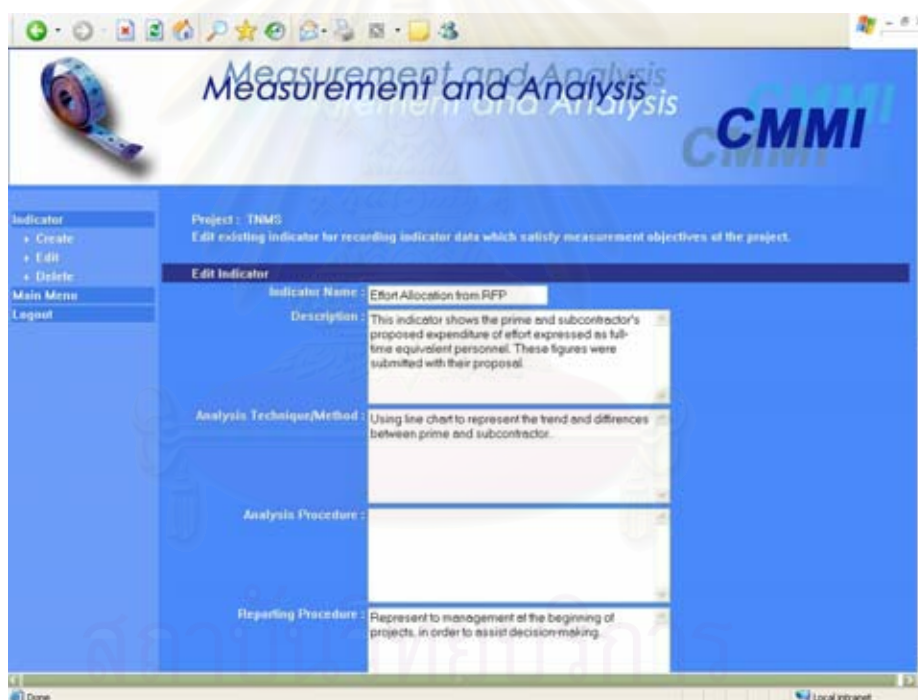 Measurement and Analysis
CMMI
Indicator
Create
Edit
Delete
Main Menu
Logout
Project : TNMS
Edit existing indicator for recording indicator data which satisfy measurement objectives of the project.
Edit Indicator
Indicator Name :
Effort Allocation from RFP
Description :
This indicator shows the prime and subcontractor's
proposed expenditure of effort expressed as full-
time equivalent personnel. These figures were
submitted with their proposal.
Analysis Technique/Method :
Using line chart to represent the trend and differences
between prime and subcontractor.
Analysis Procedure :
Reporting Procedure :
Represent to management at the beginning of
projects, in order to assist decision-making.
Done
Local intranet